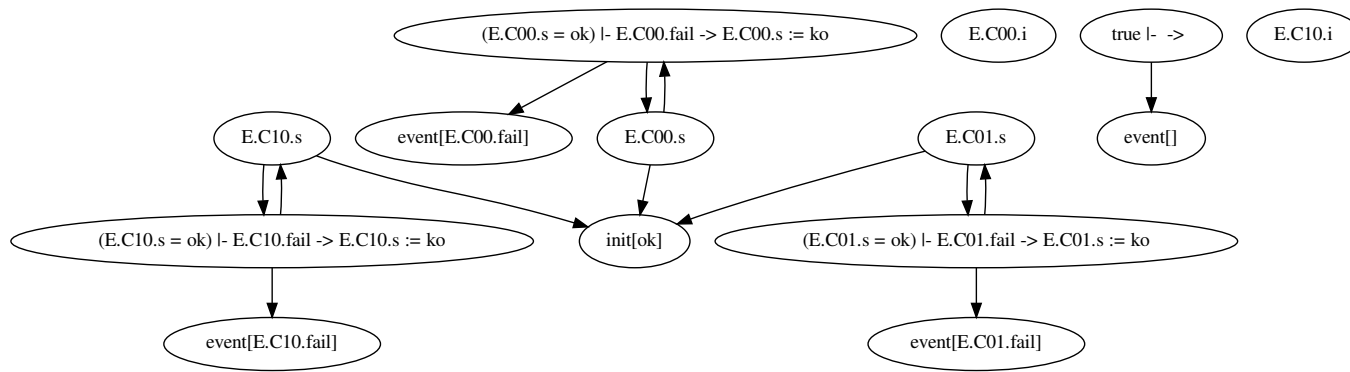 (E.C00.s = ok) |- E.C00.fail -> E.C00.s := ko
E.C00.i
true |-  ->
E.C10.i
E.C10.s
event[E.C00.fail]
E.C00.s
E.C01.s
event[]
(E.C10.s = ok) |- E.C10.fail -> E.C10.s := ko
init[ok]
(E.C01.s = ok) |- E.C01.fail -> E.C01.s := ko
event[E.C10.fail]
event[E.C01.fail]